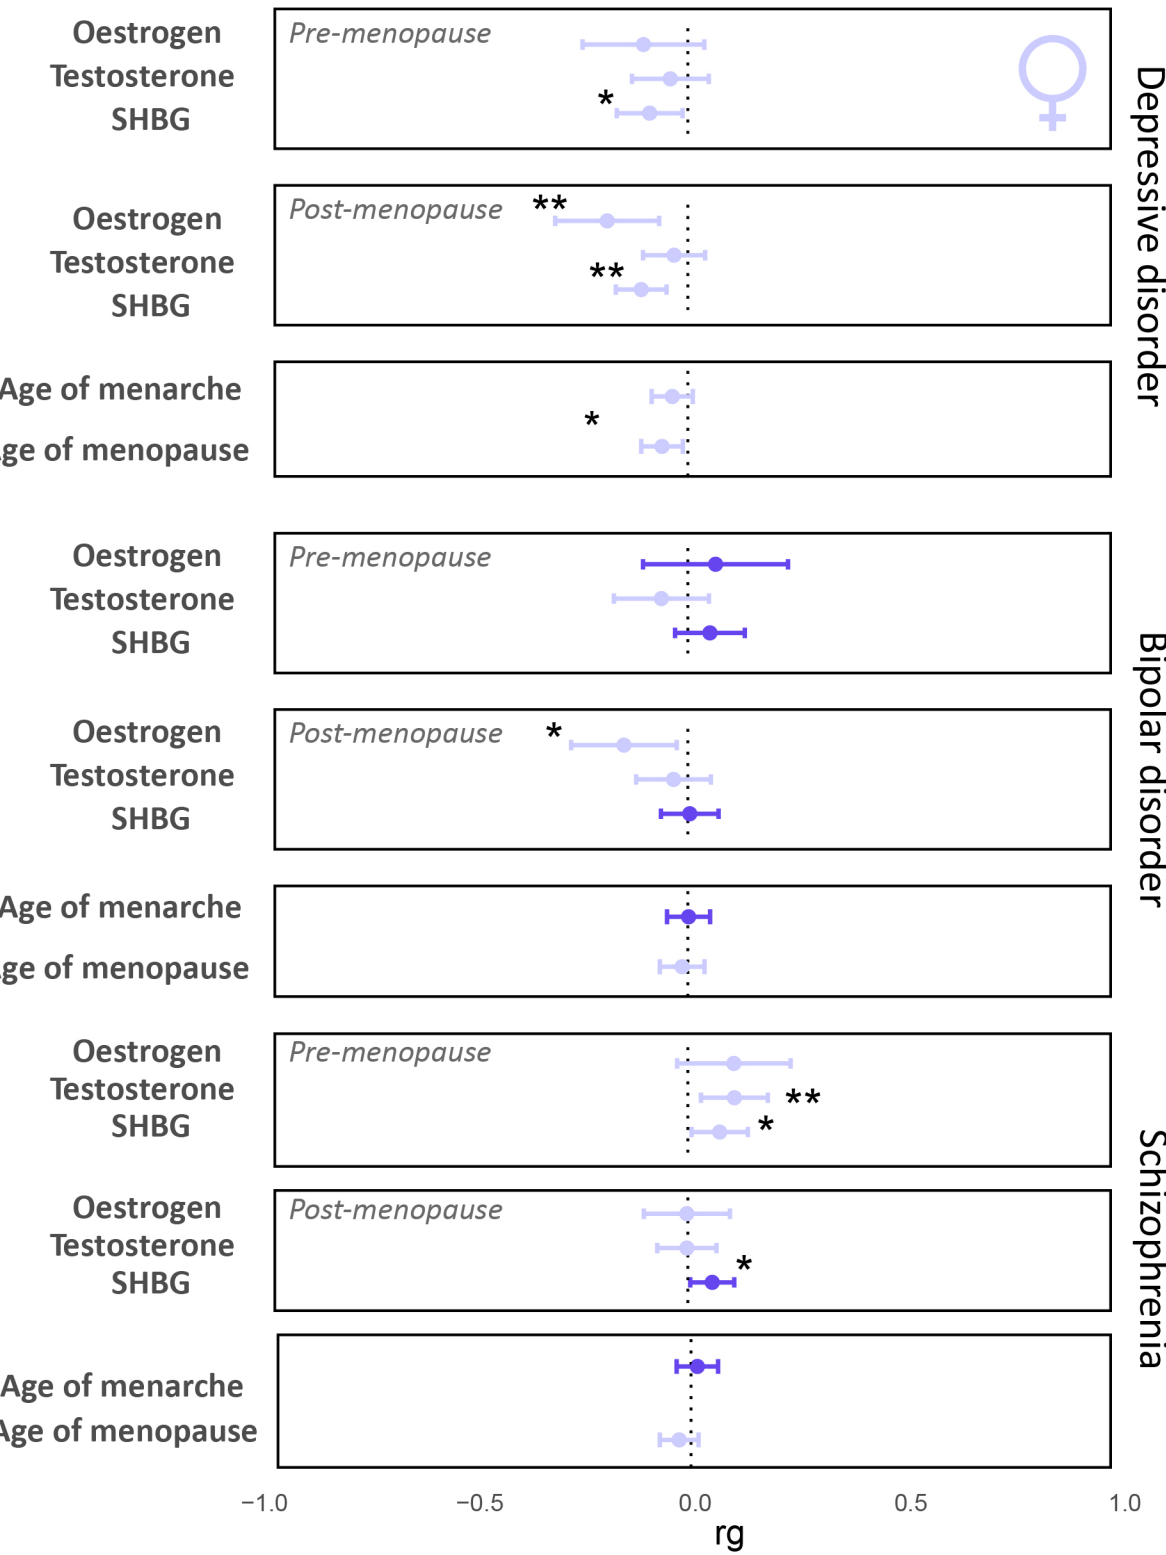 Oestrogen
Testosterone
SHBG
Pre-menopause
*
Oestrogen
Testosterone
SHBG
Post-menopause
**
**
Age of menarche
ge of menopause
*
Depressive disorder
Oestrogen
Testosterone
SHBG
Pre-menopause
Oestrogen
Testosterone
SHBG
Post-menopause
*
Age of menarche
ge of menopause
Bipolar disorder
Oestrogen
Testosterone
SHBG
Pre-menopause
**
*
Oestrogen
Testosterone
SHBG
Post-menopause
*
Age of menarche
Age of menopause
Schizophrenia
−1.0 −0.5 0.0 0.5 1.0
rg